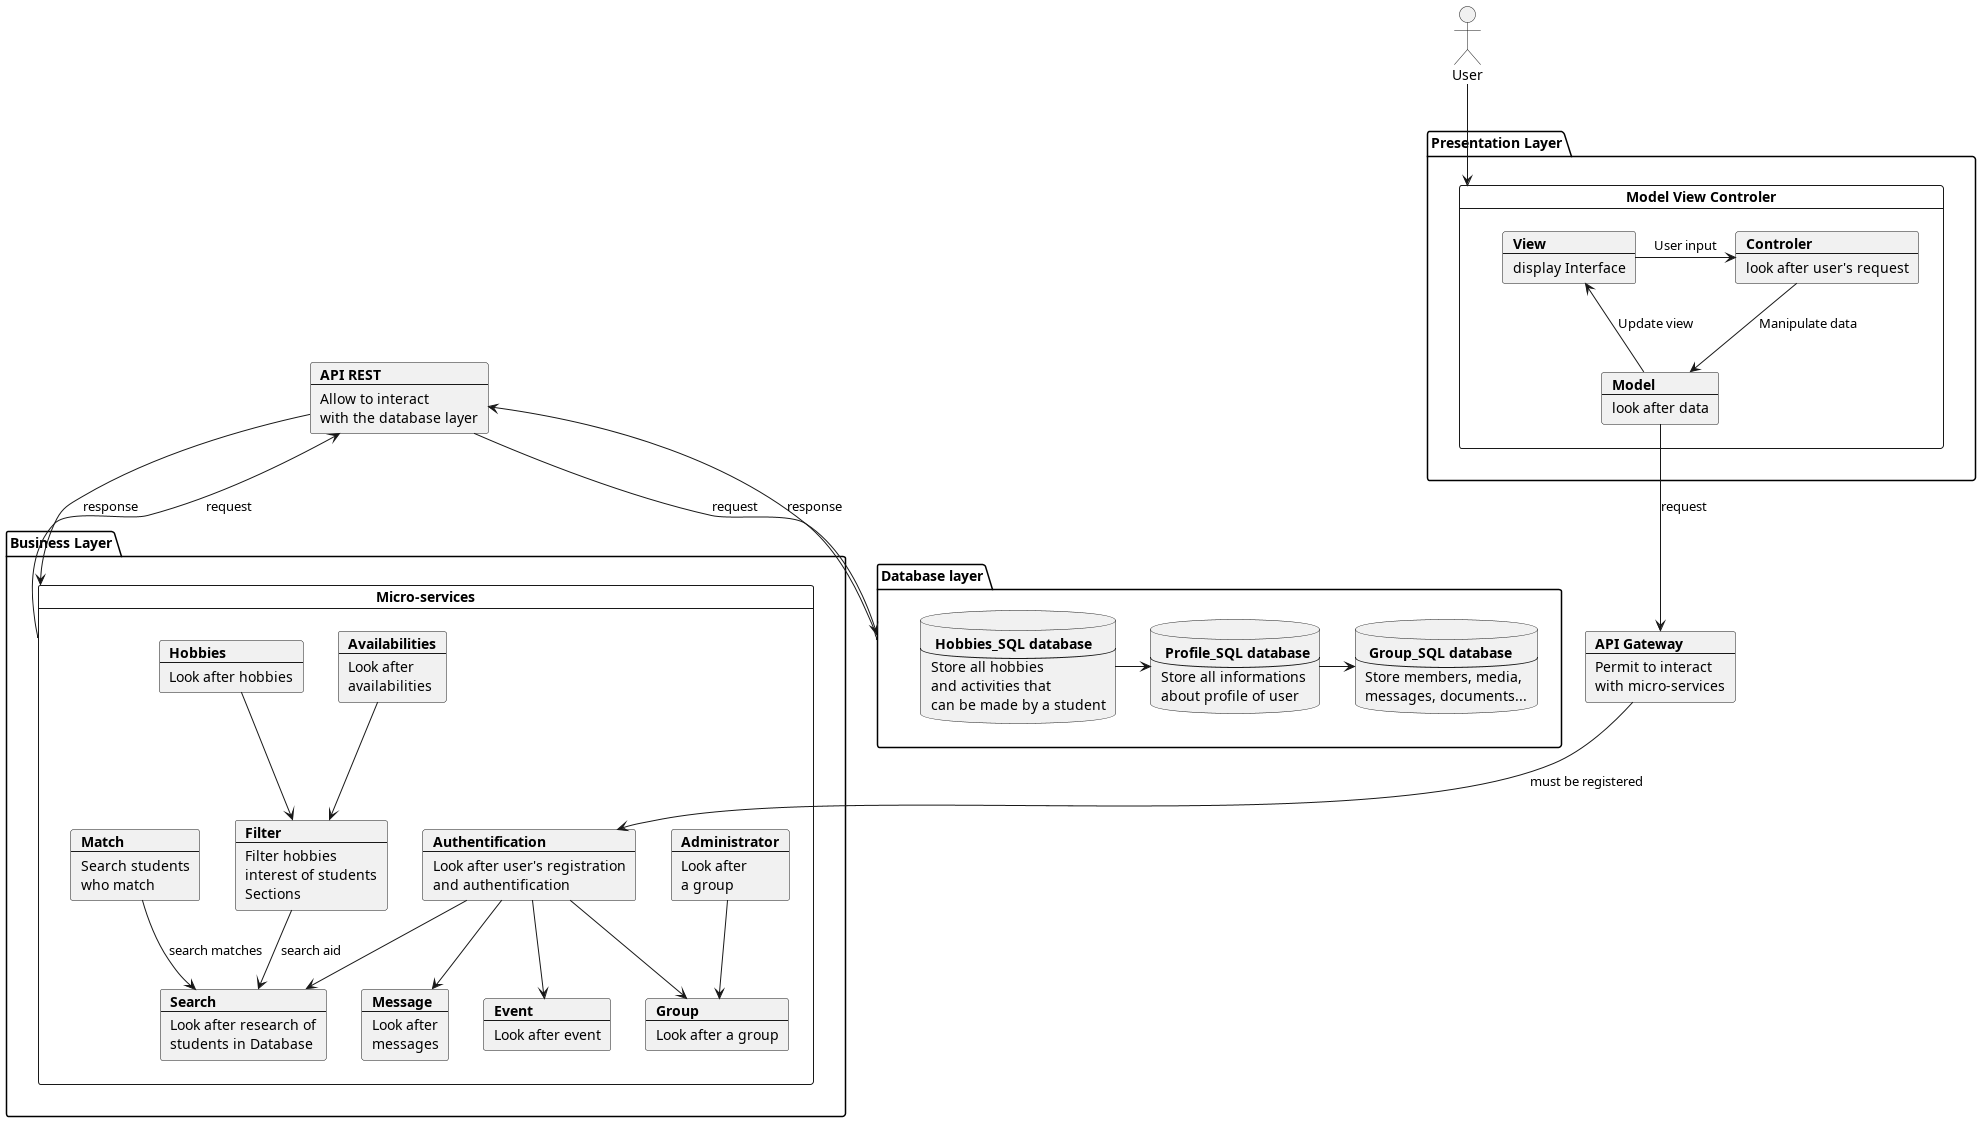 User
Presentation Layer
Model View Controler
View
display Interface
User input
Controler
look after user's request
Update view
Manipulate data
Model
look after data
request
API REST
Allow to interact
with the database layer
response
request
request
response
Business Layer
Micro-services
Hobbies
Look after hobbies
Availabilities
Look after
availabilities
Database layer
Hobbies_SQL database
Store all hobbies
and activities that
can be made by a student
Profile_SQL database
Store all informations
about profile of user
Group_SQL database
Store members, media,
messages, documents...
API Gateway
Permit to interact
with micro-services
must be registered
Match
Search students
who match
Filter
Filter hobbies
interest of students
Sections
Authentification
Look after user's registration
and authentification
Administrator
Look after
a group
search matches
search aid
Search
Look after research of
students in Database
Message
Look after
messages
Event
Look after event
Group
Look after a group